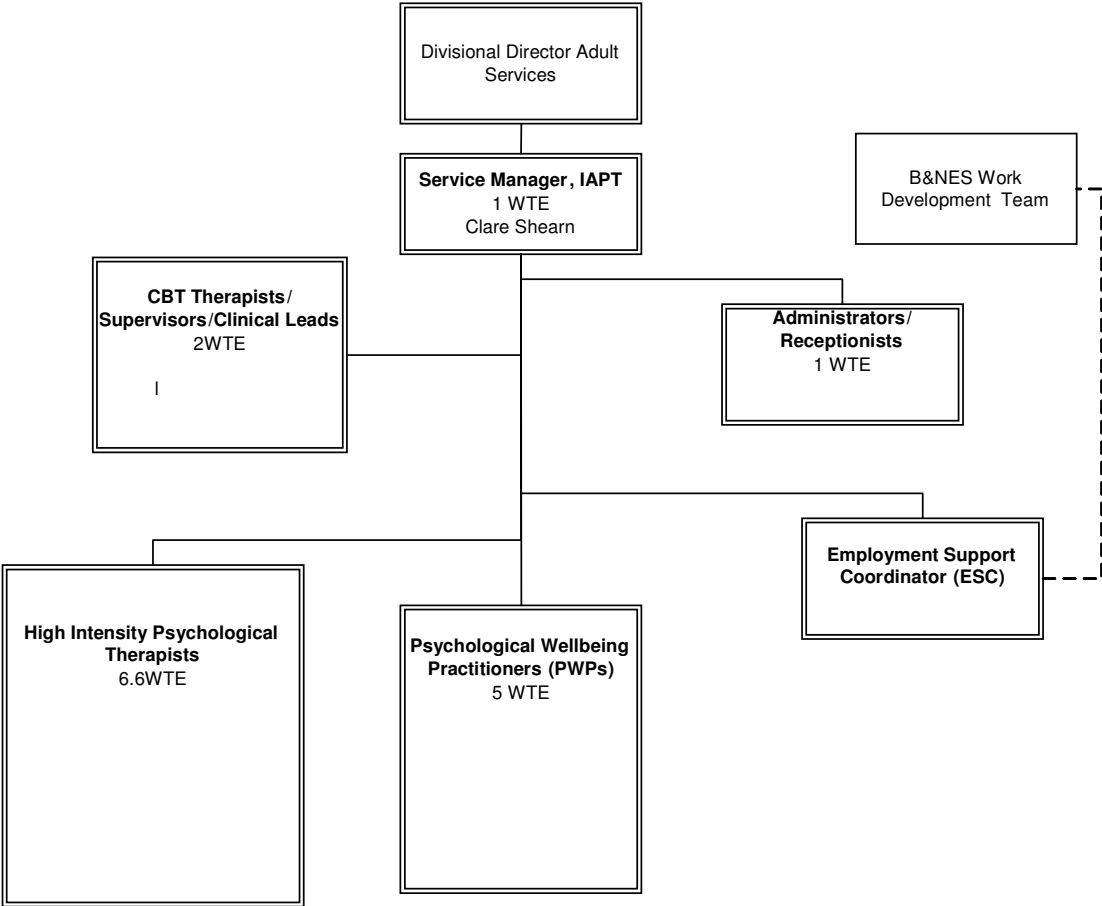 Divisional Director Adult
Services
Service Manager, IAPT
1 WTE
Clare Shearn
B&NES Work
Development Team
CBT Therapists/
Supervisors/Clinical Leads
2WTE
I
Administrators/
Receptionists
1 WTE
Employment Support
Coordinator (ESC)
High Intensity Psychological
Therapists
6.6WTE
Psychological Wellbeing
Practitioners (PWPs)
5 WTE